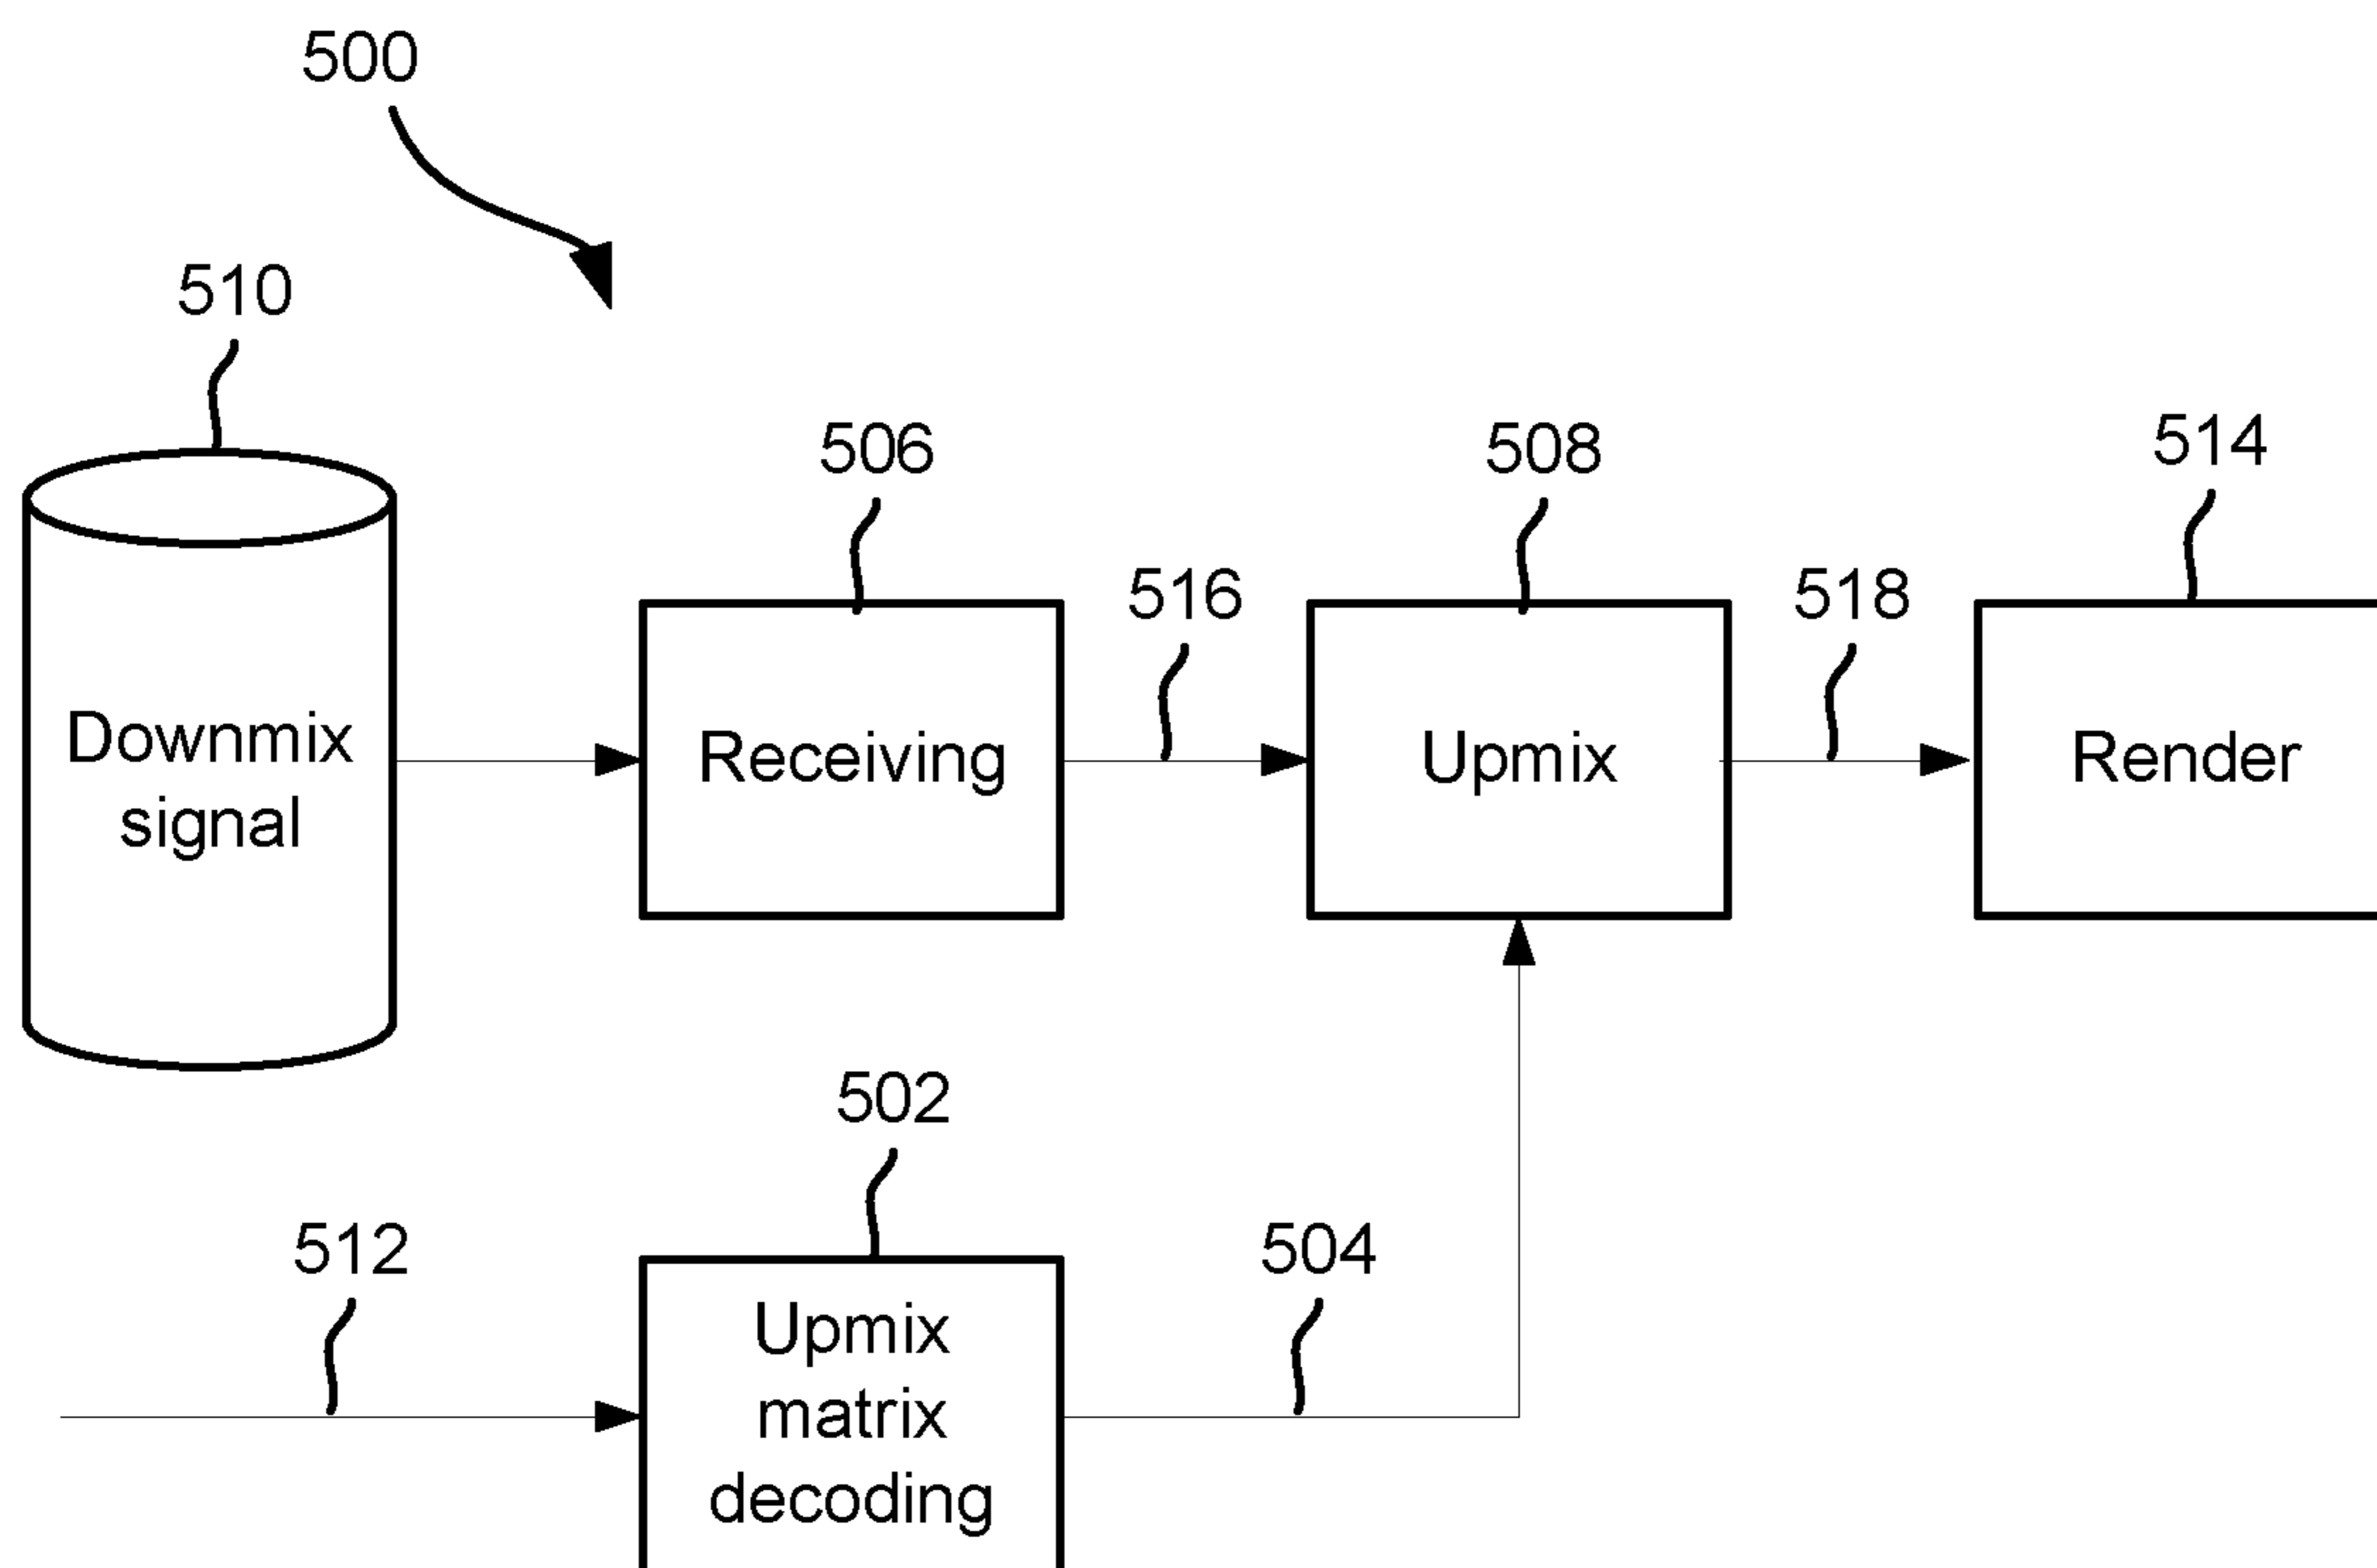 500
510
506
508
514
516
518
Downmix
signal
Receiving
Upmix
Render
502
512
504
Upmix
matrix
decoding